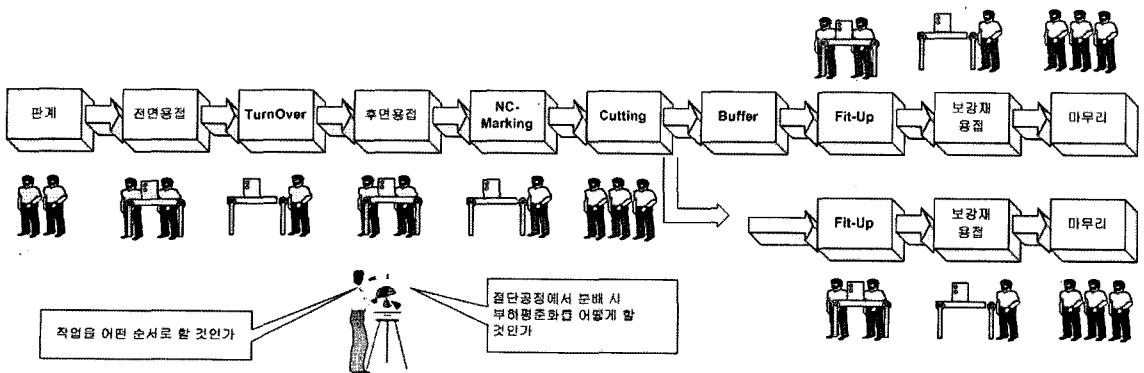 판계
전면용접
TurnOver
후면용접
NC-
Marking
Cutting
Buffer
Fit-Up
보강재
용접
마무리
Fit-Up
보강재
용접
마무리
작업을 어떤 순서로 할 것인가
절단공정에서 분배 시
부하평준화를 어떻게 할
것인가